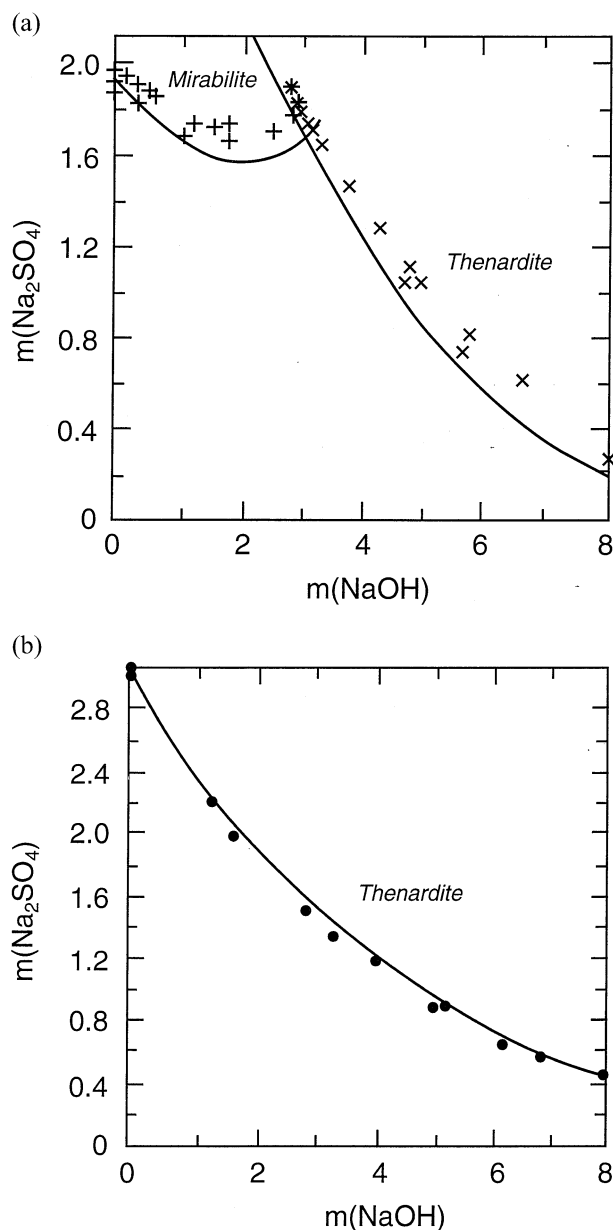 (a)
2.0
1.6
1.2
0.8
0.4
0
m(Na₂SO₄)
Mirabilite
Thenardite
0 2 4 6 8
m(NaOH)
(b)
2.8
2.4
2.0
1.6
1.2
0.8
0.4
0
m(Na₂SO₄)
Thenardite
0 2 4 6 8
m(NaOH)